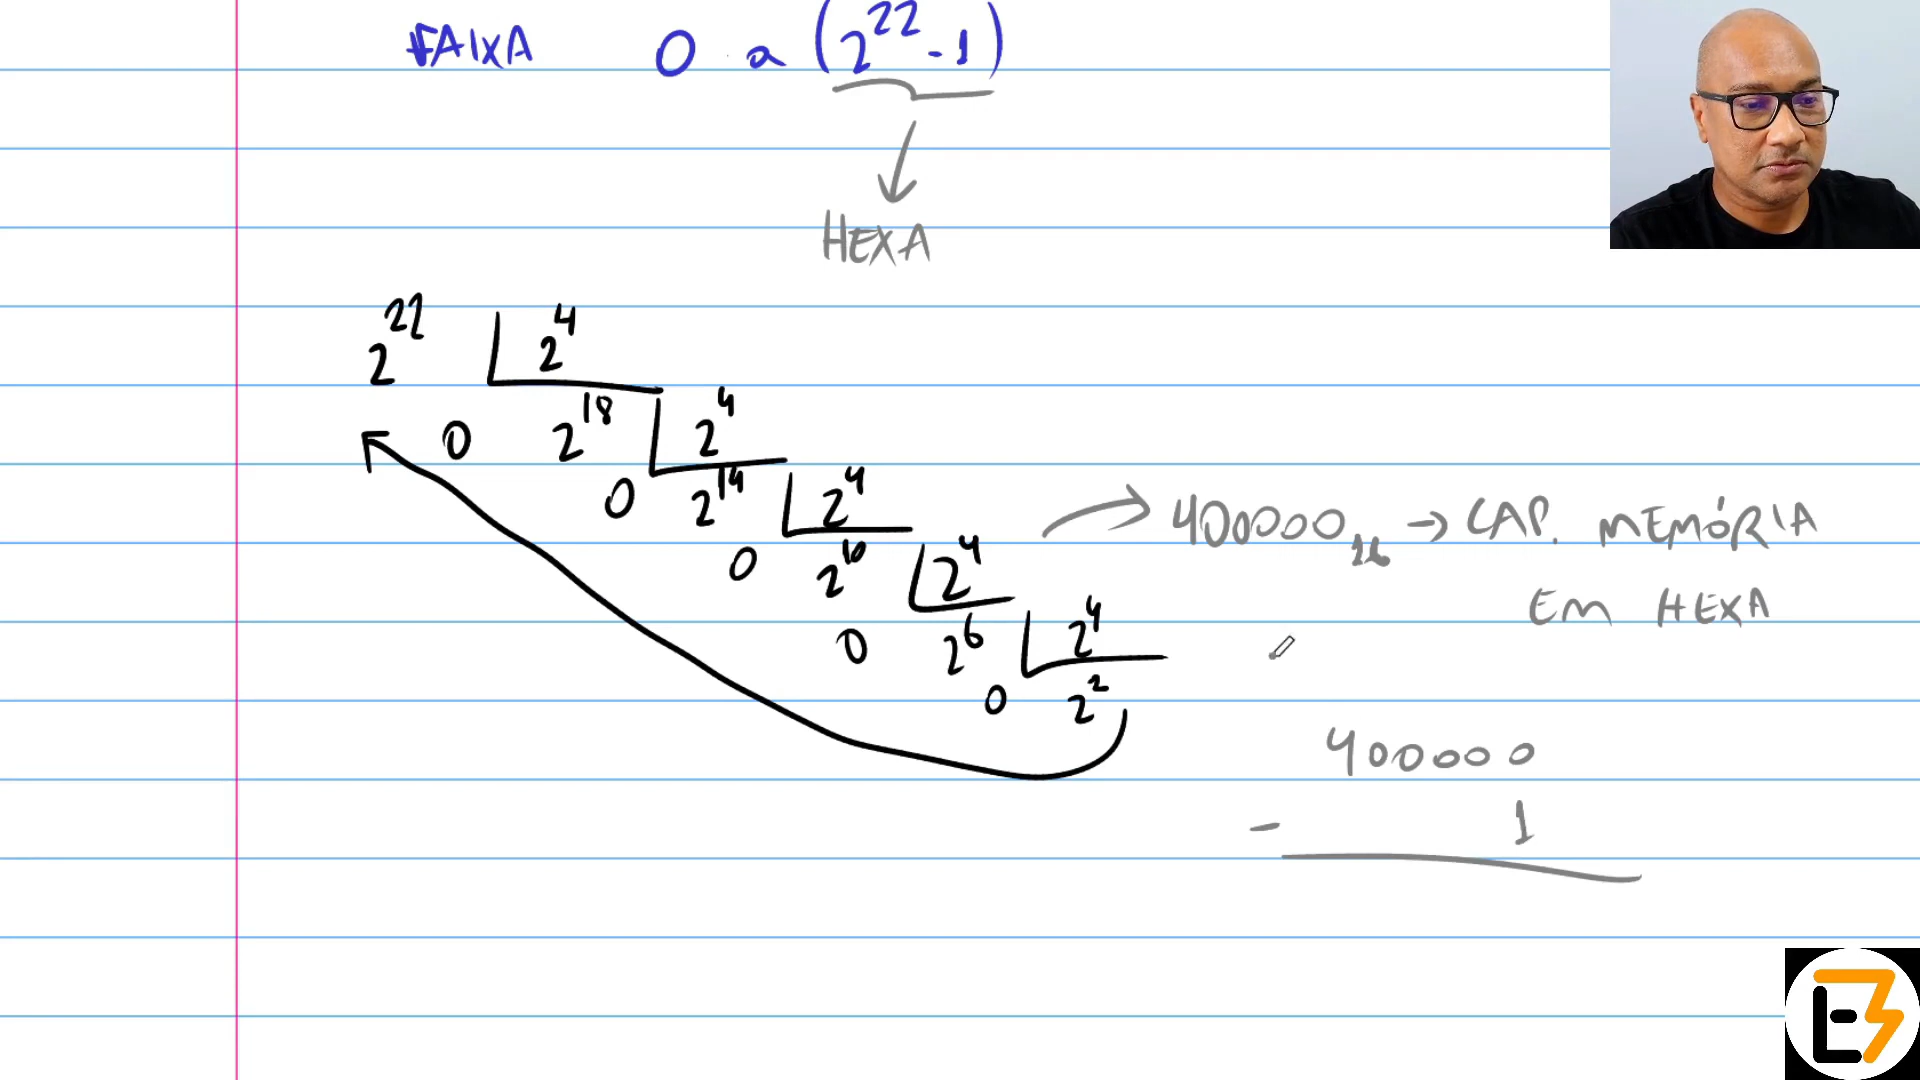 FAIXA 0 a (2²² - 1)
HEXA
2²² 2⁴
0 2¹⁸ 2⁴
0 2¹⁴ 2⁴
0 2¹⁰ 2⁴
0 2⁶ 2⁴
0 2²
400000₁₆ → CAP. MEMÓRIA
EM HEXA
400000
- 1